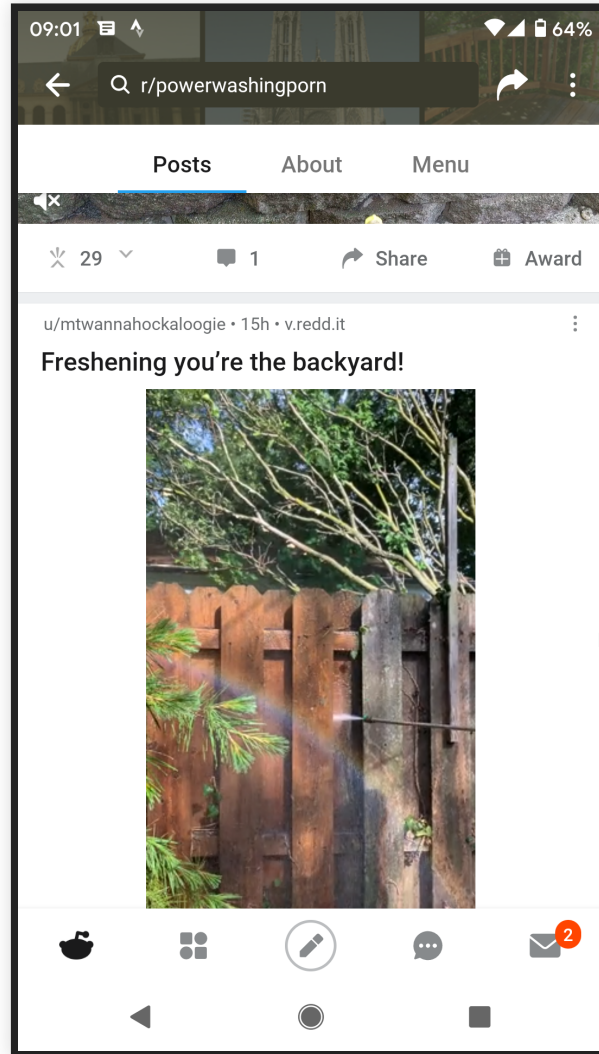 09:01 64%
r/powerwashingporn
Posts About Menu
29 1 Share Award
u/mtwannahockaloogie • 15h • v.redd.it
Freshening you’re the backyard!
2